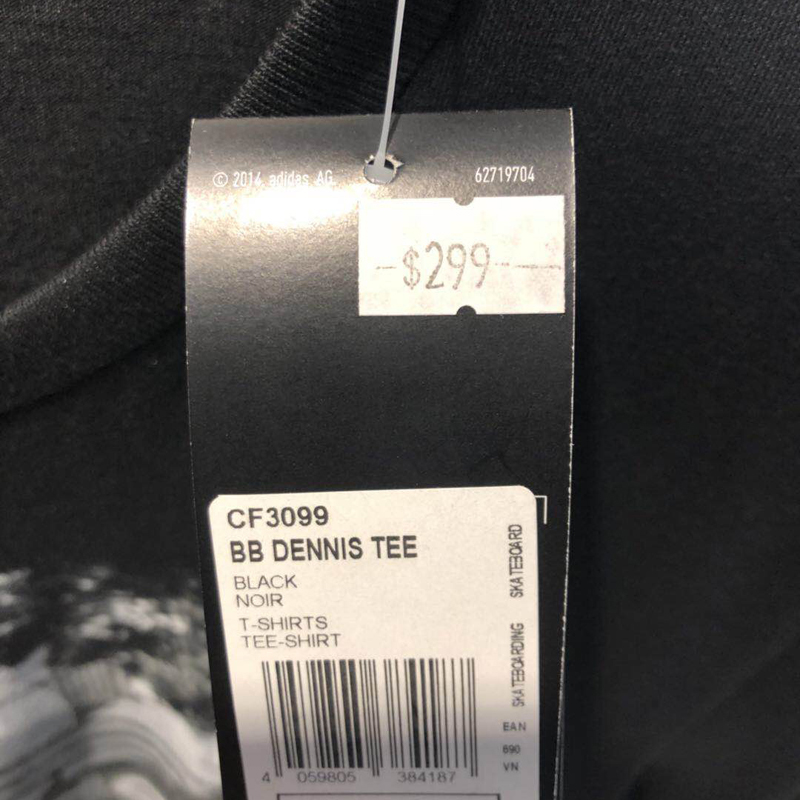 © 2016 adidas AG
62719704
-$299--
CF3099
BB DENNIS TEE
BLACK
NOIR
T-SHIRTS
TEE-SHIRT
SKATEBOARDING
SKATEBOARD
EAN
690
VN
4 059805 384187